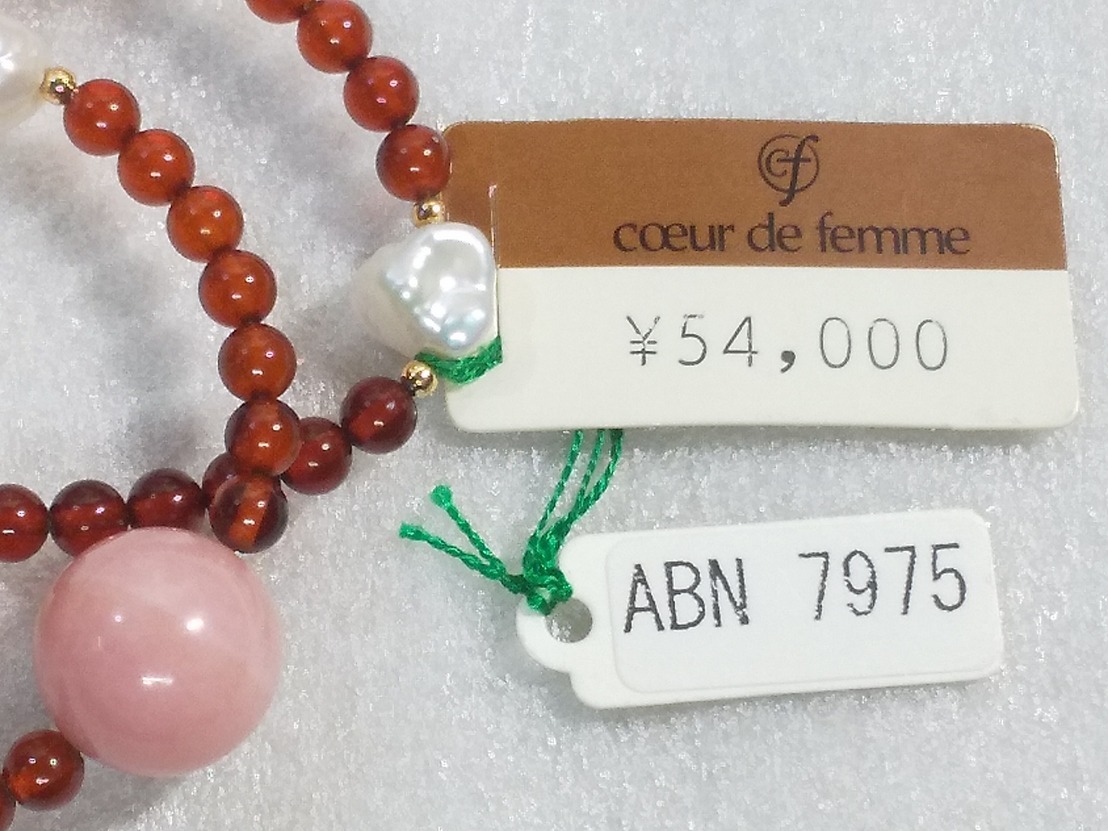 cf
cœur de femme
¥54,000
ABN 7975